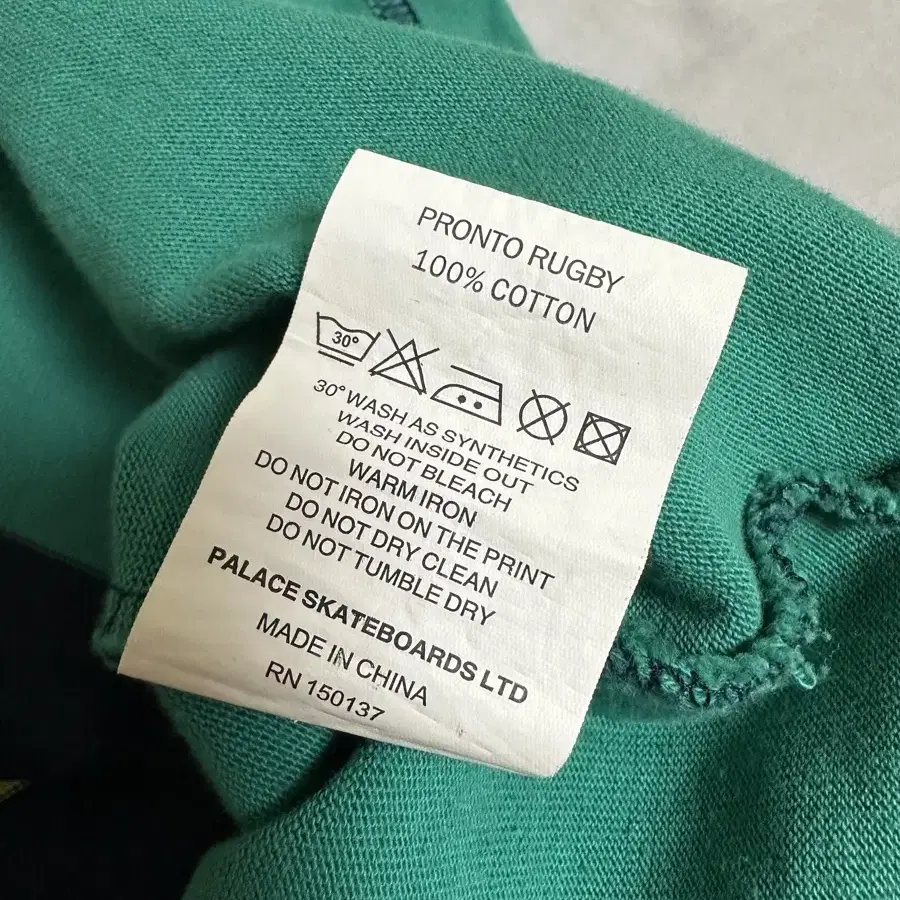 PRONTO RUGBY
100% COTTON
30°
30° WASH AS SYNTHETICS
WASH INSIDE OUT
DO NOT BLEACH
WARM IRON
DO NOT IRON ON THE PRINT
DO NOT DRY CLEAN
DO NOT TUMBLE DRY
PALACE SKATEBOARDS LTD
MADE IN CHINA
RN 150137